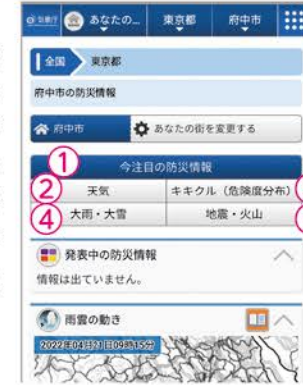 気象庁 あなたの... 東京都 府中市
全国 東京都
府中市の防災情報
府中市 あなたの街を変更する
① 今注目の防災情報
② 天気 キキクル（危険度分布）
④ 大雨・大雪 地震・火山
発表中の防災情報
情報は出ていません。
雨雲の動き
2022年04月21日09時15分